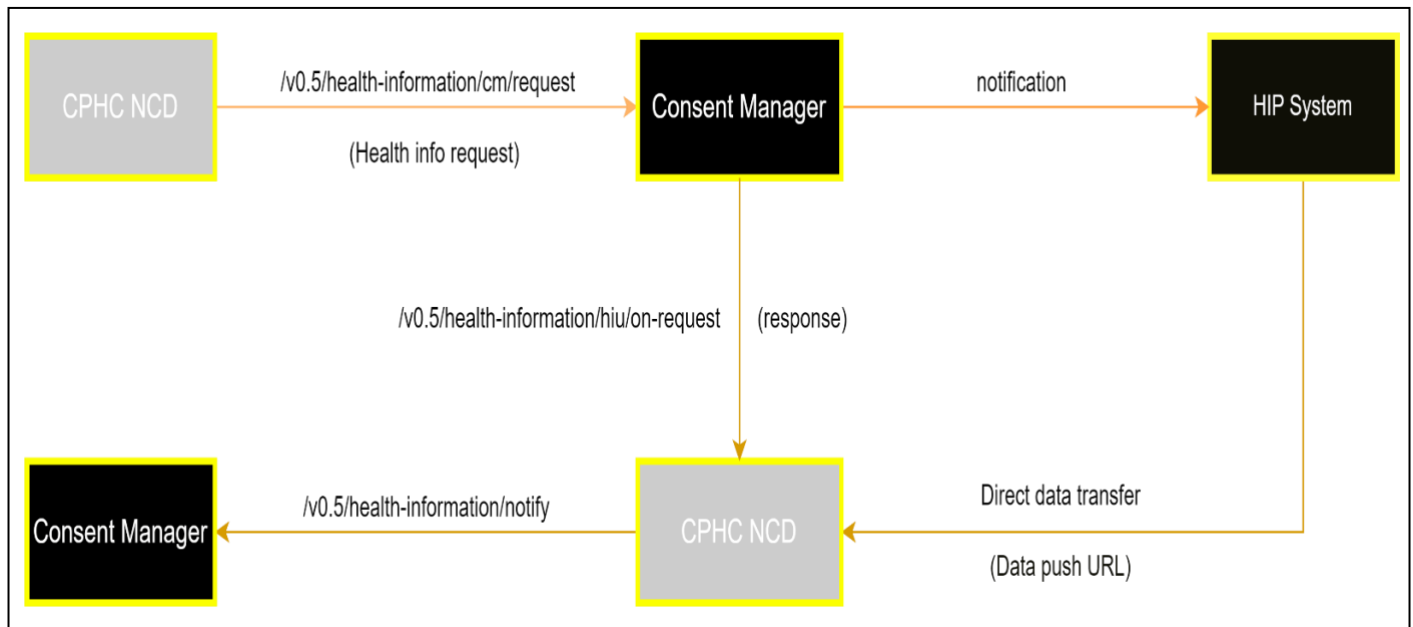 CPHC NCD
/v0.5/health-information/cm/request
(Health info request)
Consent Manager
notification
HIP System
/v0.5/health-information/hiu/on-request
(response)
Consent Manager
/v0.5/health-information/notify
CPHC NCD
Direct data transfer
(Data push URL)